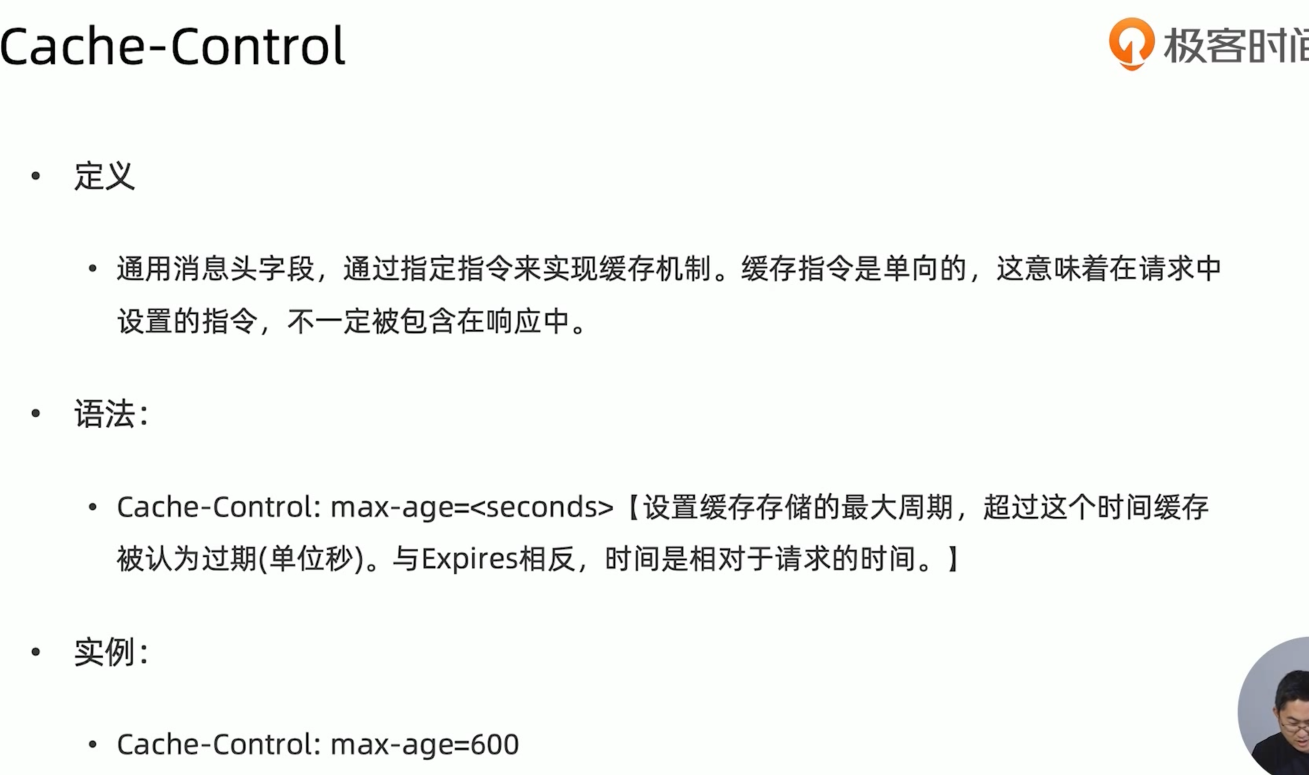 Cache-Control
极客时间
• 定义
• 通用消息头字段，通过指定指令来实现缓存机制。缓存指令是单向的，这意味着在请求中
设置的指令，不一定被包含在响应中。
• 语法：
• Cache-Control: max-age=<seconds>【设置缓存存储的最大周期，超过这个时间缓存
被认为过期(单位秒)。与Expires相反，时间是相对于请求的时间。】
• 实例：
• Cache-Control: max-age=600